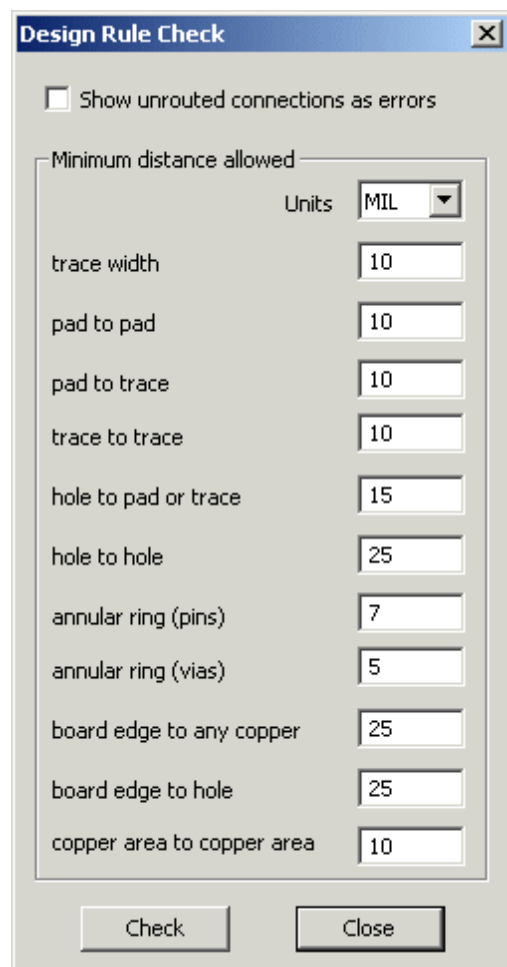 Design Rule Check
Show unrouted connections as errors
Minimum distance allowed
Units MIL
trace width 10
pad to pad 10
pad to trace 10
trace to trace 10
hole to pad or trace 15
hole to hole 25
annular ring (pins) 7
annular ring (vias) 5
board edge to any copper 25
board edge to hole 25
copper area to copper area 10
Check Close